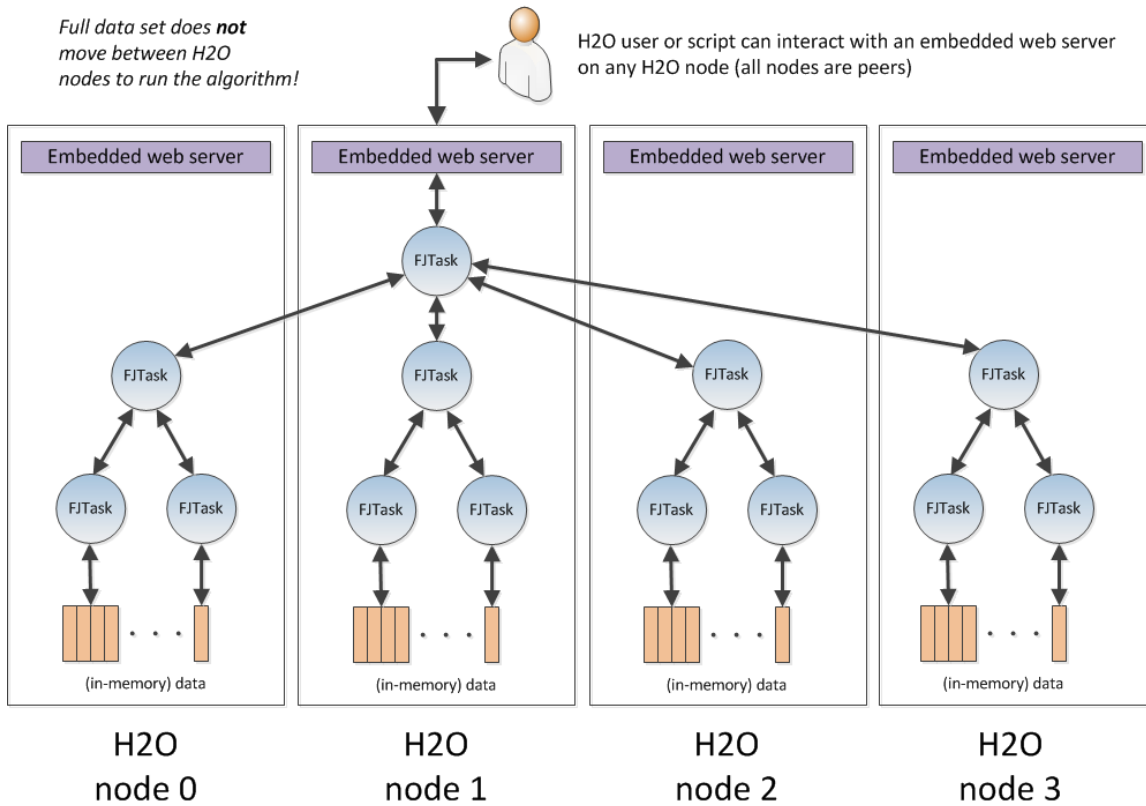 Full data set does not
move between H2O
nodes to run the algorithm!
H2O user or script can interact with an embedded web server
on any H2O node (all nodes are peers)
Embedded web server
Embedded web server
Embedded web server
Embedded web server
FJTask
FJTask
FJTask
FJTask
FJTask
FJTask
FJTask
FJTask
FJTask
FJTask
FJTask
FJTask
FJTask
. . .
. . .
. . .
. . .
(in-memory) data
(in-memory) data
(in-memory) data
(in-memory) data
H2O
node 0
H2O
node 1
H2O
node 2
H2O
node 3